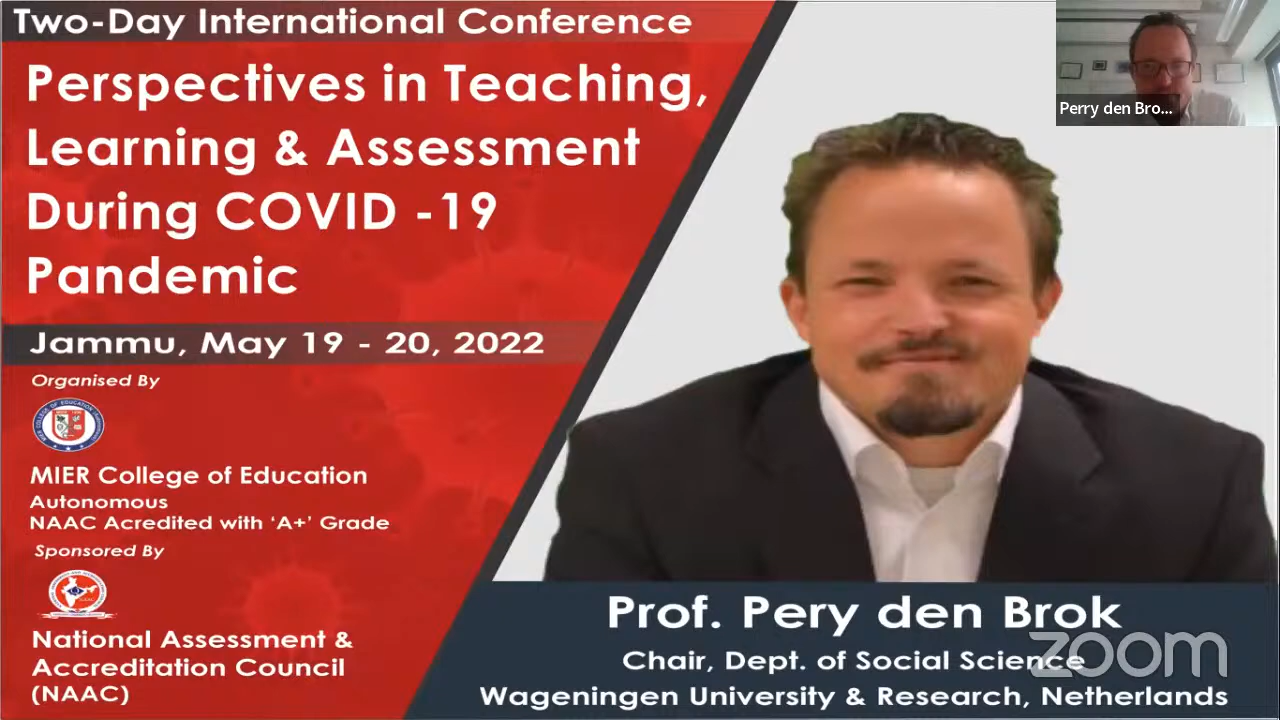 Two-Day International Conference
Perspectives in Teaching,
Learning & Assessment
During COVID -19
Pandemic
Jammu, May 19 - 20, 2022
Organised By
MIER College of Education
Autonomous
NAAC Acredited with ‘A+’ Grade
Sponsored By
National Assessment &
Accreditation Council
(NAAC)
Perry den Bro...
Prof. Pery den Brok
Chair, Dept. of Social Science
Wageningen University & Research, Netherlands
zoom